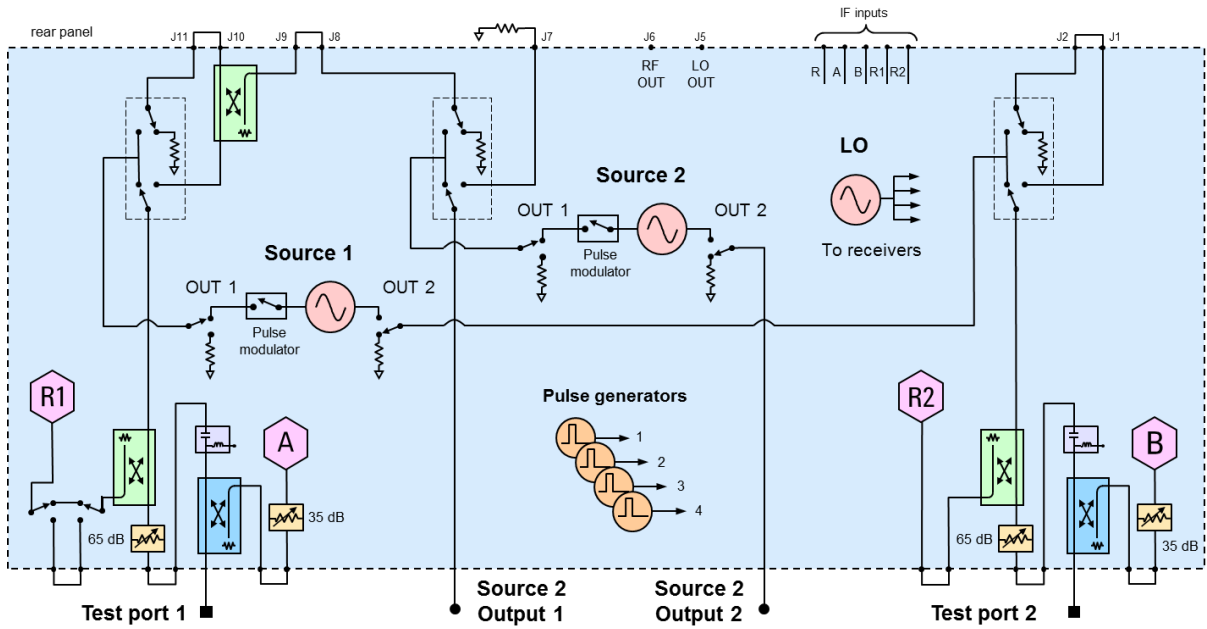 rear panel
J11
J10
J9
J8
J7
J6
J5
IF inputs
J2
J1
RF
OUT
LO
OUT
R
A
B
R1
R2
LO
To receivers
Source 2
OUT 1
OUT 2
Pulse
modulator
Source 1
OUT 1
OUT 2
Pulse
modulator
R1
A
65 dB
35 dB
Pulse generators
1
2
3
4
R2
B
65 dB
35 dB
Test port 1
Source 2
Output 1
Source 2
Output 2
Test port 2